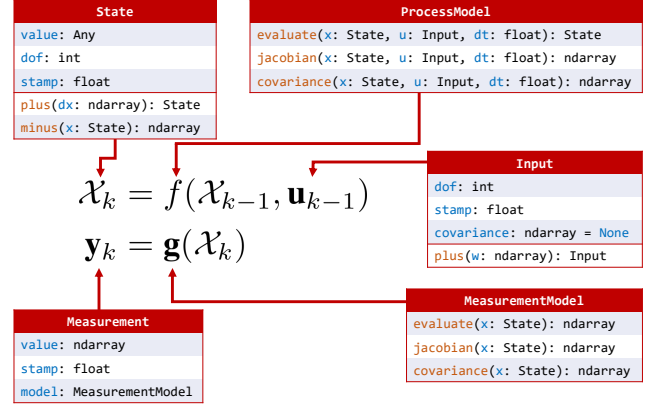 State
value: Any
dof: int
stamp: float
plus(dx: ndarray): State
minus(x: State): ndarray
ProcessModel
evaluate(x: State, u: Input, dt: float): State
jacobian(x: State, u: Input, dt: float): ndarray
covariance(x: State, u: Input, dt: float): ndarray
𝒳ₖ = f(𝒳ₖ₋₁, 𝐮ₖ₋₁)
𝐲ₖ = 𝐠(𝒳ₖ)
Input
dof: int
stamp: float
covariance: ndarray = None
plus(w: ndarray): Input
Measurement
value: ndarray
stamp: float
model: MeasurementModel
MeasurementModel
evaluate(x: State): ndarray
jacobian(x: State): ndarray
covariance(x: State): ndarray